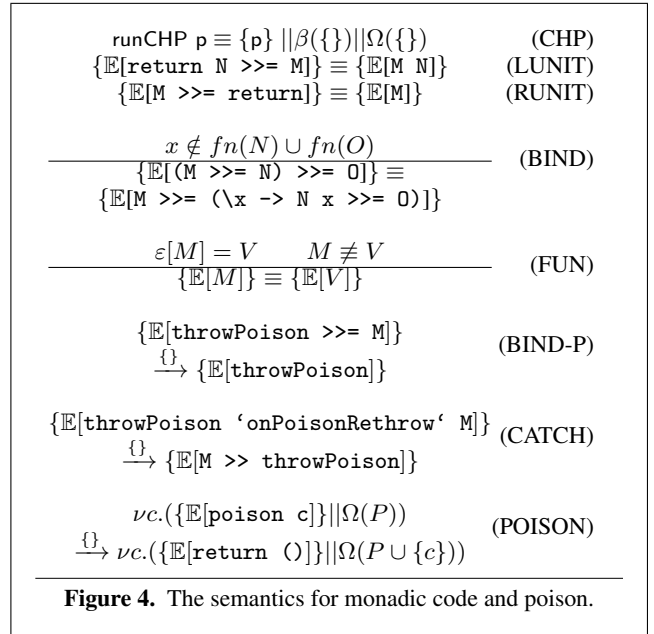 runCHP p ≡ {p} ||β({})||Ω({}) (CHP)
{𝔼[return N >>= M]} ≡ {𝔼[M N]} (LUNIT)
{𝔼[M >>= return]} ≡ {𝔼[M]} (RUNIT)
x ∉ fn(N) ∪ fn(O)
(BIND)
{𝔼[(M >>= N) >>= O]} ≡
{𝔼[M >>= (\x -> N x >>= O)]}
ε[M] = V M ≢ V
(FUN)
{𝔼[M]} ≡ {𝔼[V]}
{𝔼[throwPoison >>= M]}
(BIND-P)
{} ⟶ {𝔼[throwPoison]}
{𝔼[throwPoison ‘onPoisonRethrow‘ M]}
(CATCH)
{} ⟶ {𝔼[M >> throwPoison]}
νc.({𝔼[poison c]}||Ω(P))
(POISON)
{} ⟶ νc.({𝔼[return ()]}||Ω(P ∪ {c}))
Figure 4. The semantics for monadic code and poison.